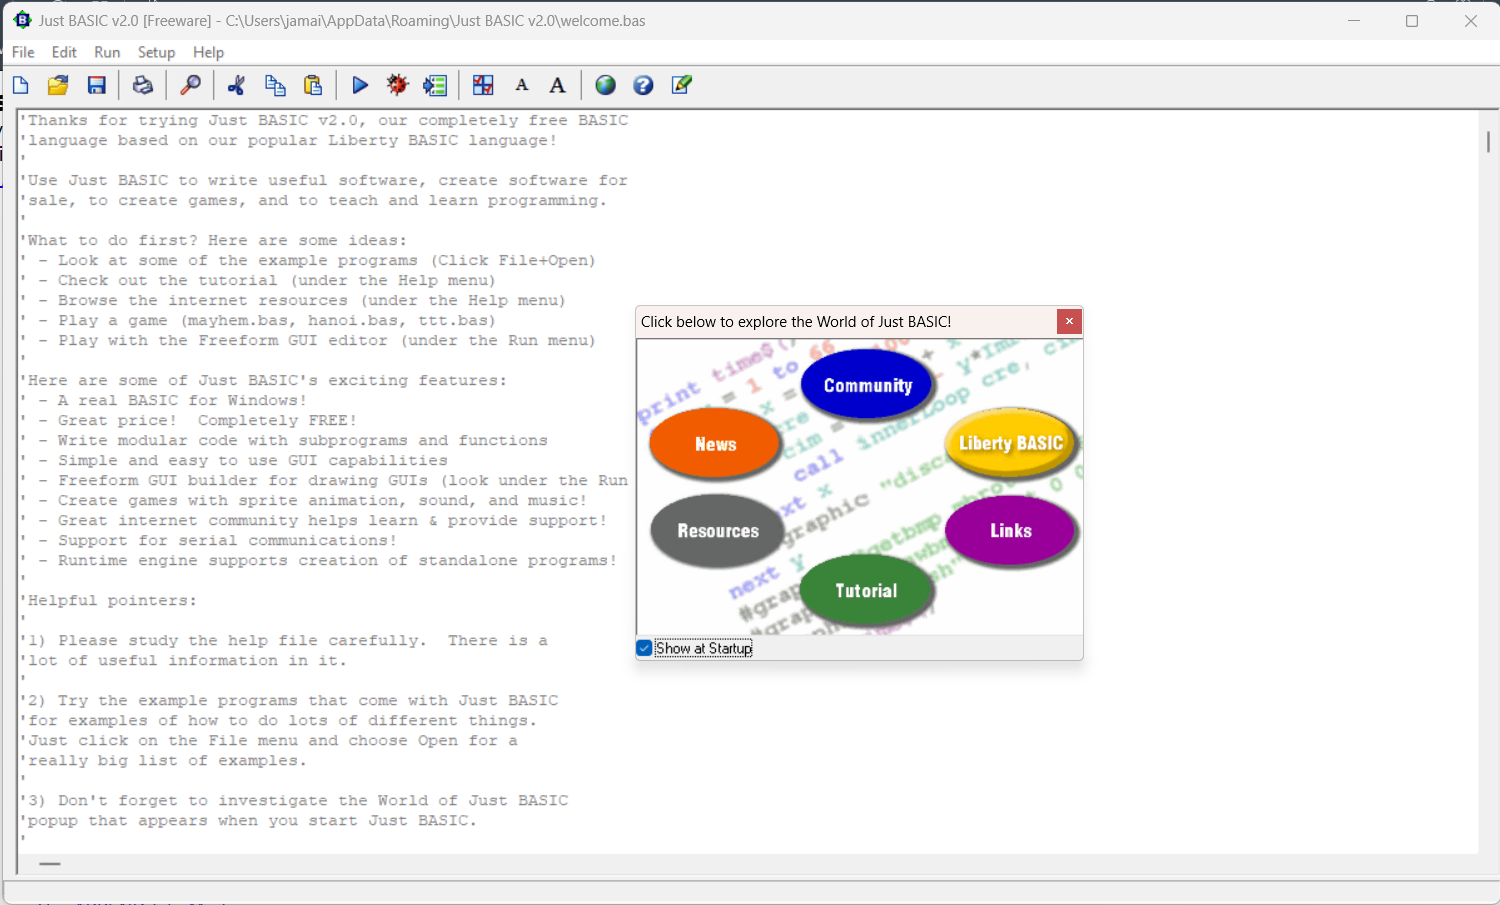 Just BASIC v2.0 [Freeware] - C:\Users\jamai\AppData\Roaming\Just BASIC v2.0\welcome.bas
File Edit Run Setup Help
'Thanks for trying Just BASIC v2.0, our completely free BASIC
'language based on our popular Liberty BASIC language!
'
'Use Just BASIC to write useful software, create software for
'sale, to create games, and to teach and learn programming.
'
'What to do first? Here are some ideas:
' - Look at some of the example programs (Click File+Open)
' - Check out the tutorial (under the Help menu)
' - Browse the internet resources (under the Help menu)
' - Play a game (mayhem.bas, hanoi.bas, ttt.bas)
' - Play with the Freeform GUI editor (under the Run menu)
'
'Here are some of Just BASIC's exciting features:
' - A real BASIC for Windows!
' - Great price!  Completely FREE!
' - Write modular code with subprograms and functions
' - Simple and easy to use GUI capabilities
' - Freeform GUI builder for drawing GUIs (look under the Run
' - Create games with sprite animation, sound, and music!
' - Great internet community helps learn & provide support!
' - Support for serial communications!
' - Runtime engine supports creation of standalone programs!
'
'Helpful pointers:
'
'1) Please study the help file carefully.  There is a
'lot of useful information in it.
'
'2) Try the example programs that come with Just BASIC
'for examples of how to do lots of different things.
'Just click on the File menu and choose Open for a
'really big list of examples.
'
'3) Don't forget to investigate the World of Just BASIC
'popup that appears when you start Just BASIC.
'
Click below to explore the World of Just BASIC!
Community
News
Liberty BASIC
Resources
Links
Tutorial
print time$()
= 1 to 66
call innerLoop cre,
next x
next y
Show at Startup